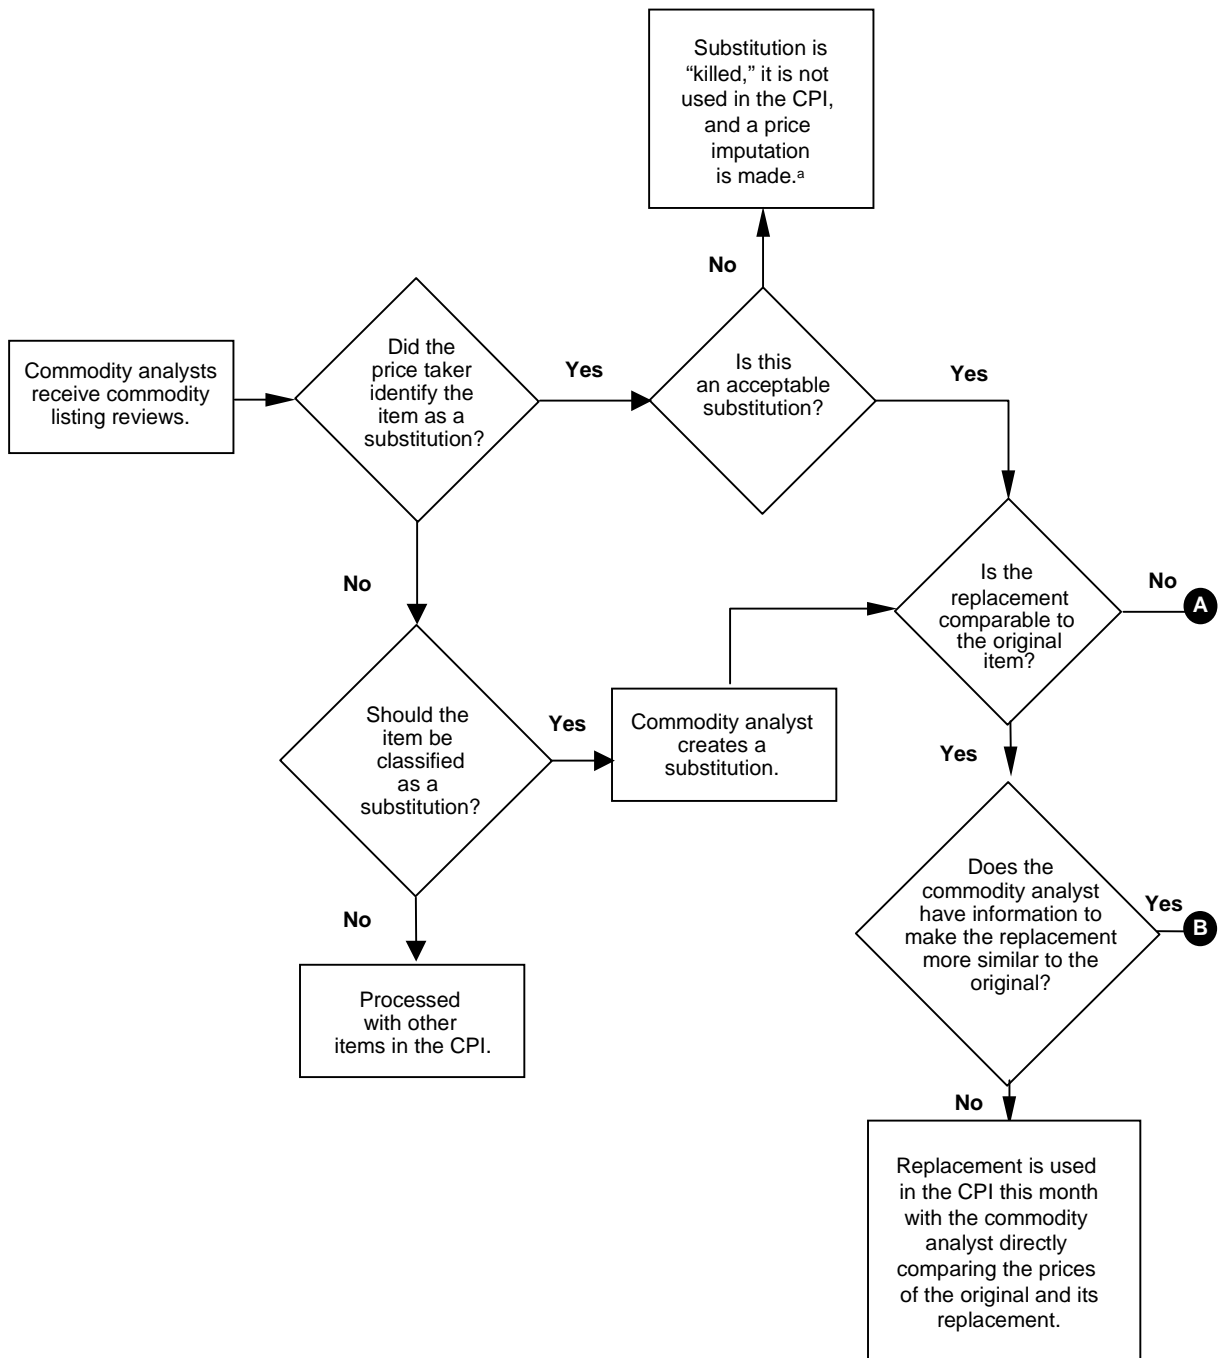 Substitution is
“killed,” it is not
used in the CPI,
and a price
imputation
is made.ᵃ
No
Commodity analysts
receive commodity
listing reviews.
Did the
price taker
identify the
item as a
substitution?
Yes
Is this
an acceptable
substitution?
Yes
No
Is the
replacement
comparable to
the original
item?
No
A
Should the
item be
classified
as a
substitution?
Yes
Commodity analyst
creates a
substitution.
Yes
No
Processed
with other
items in the CPI.
Does the
commodity analyst
have information to
make the replacement
more similar to the
original?
Yes
B
No
Replacement is used
in the CPI this month
with the commodity
analyst directly
comparing the prices
of the original and its
replacement.